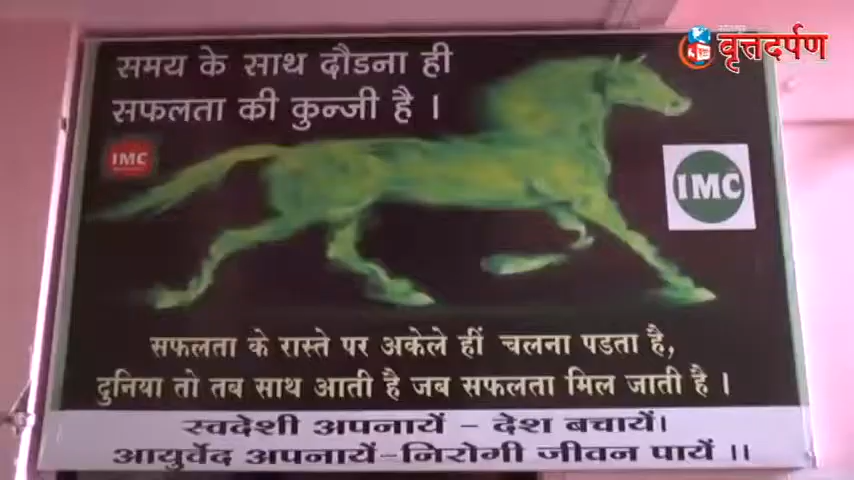 वृत्तदर्पण
समय के साथ दौडना ही
सफलता की कुन्जी है ।
IMC
IMC
सफलता के रास्ते पर अकेले हीं चलना पडता है,
दुनिया तो तब साथ आती है जब सफलता मिल जाती है ।
स्वदेशी अपनायें - देश बचायें।
आयुर्वेद अपनायें-निरोगी जीवन पायें ।।